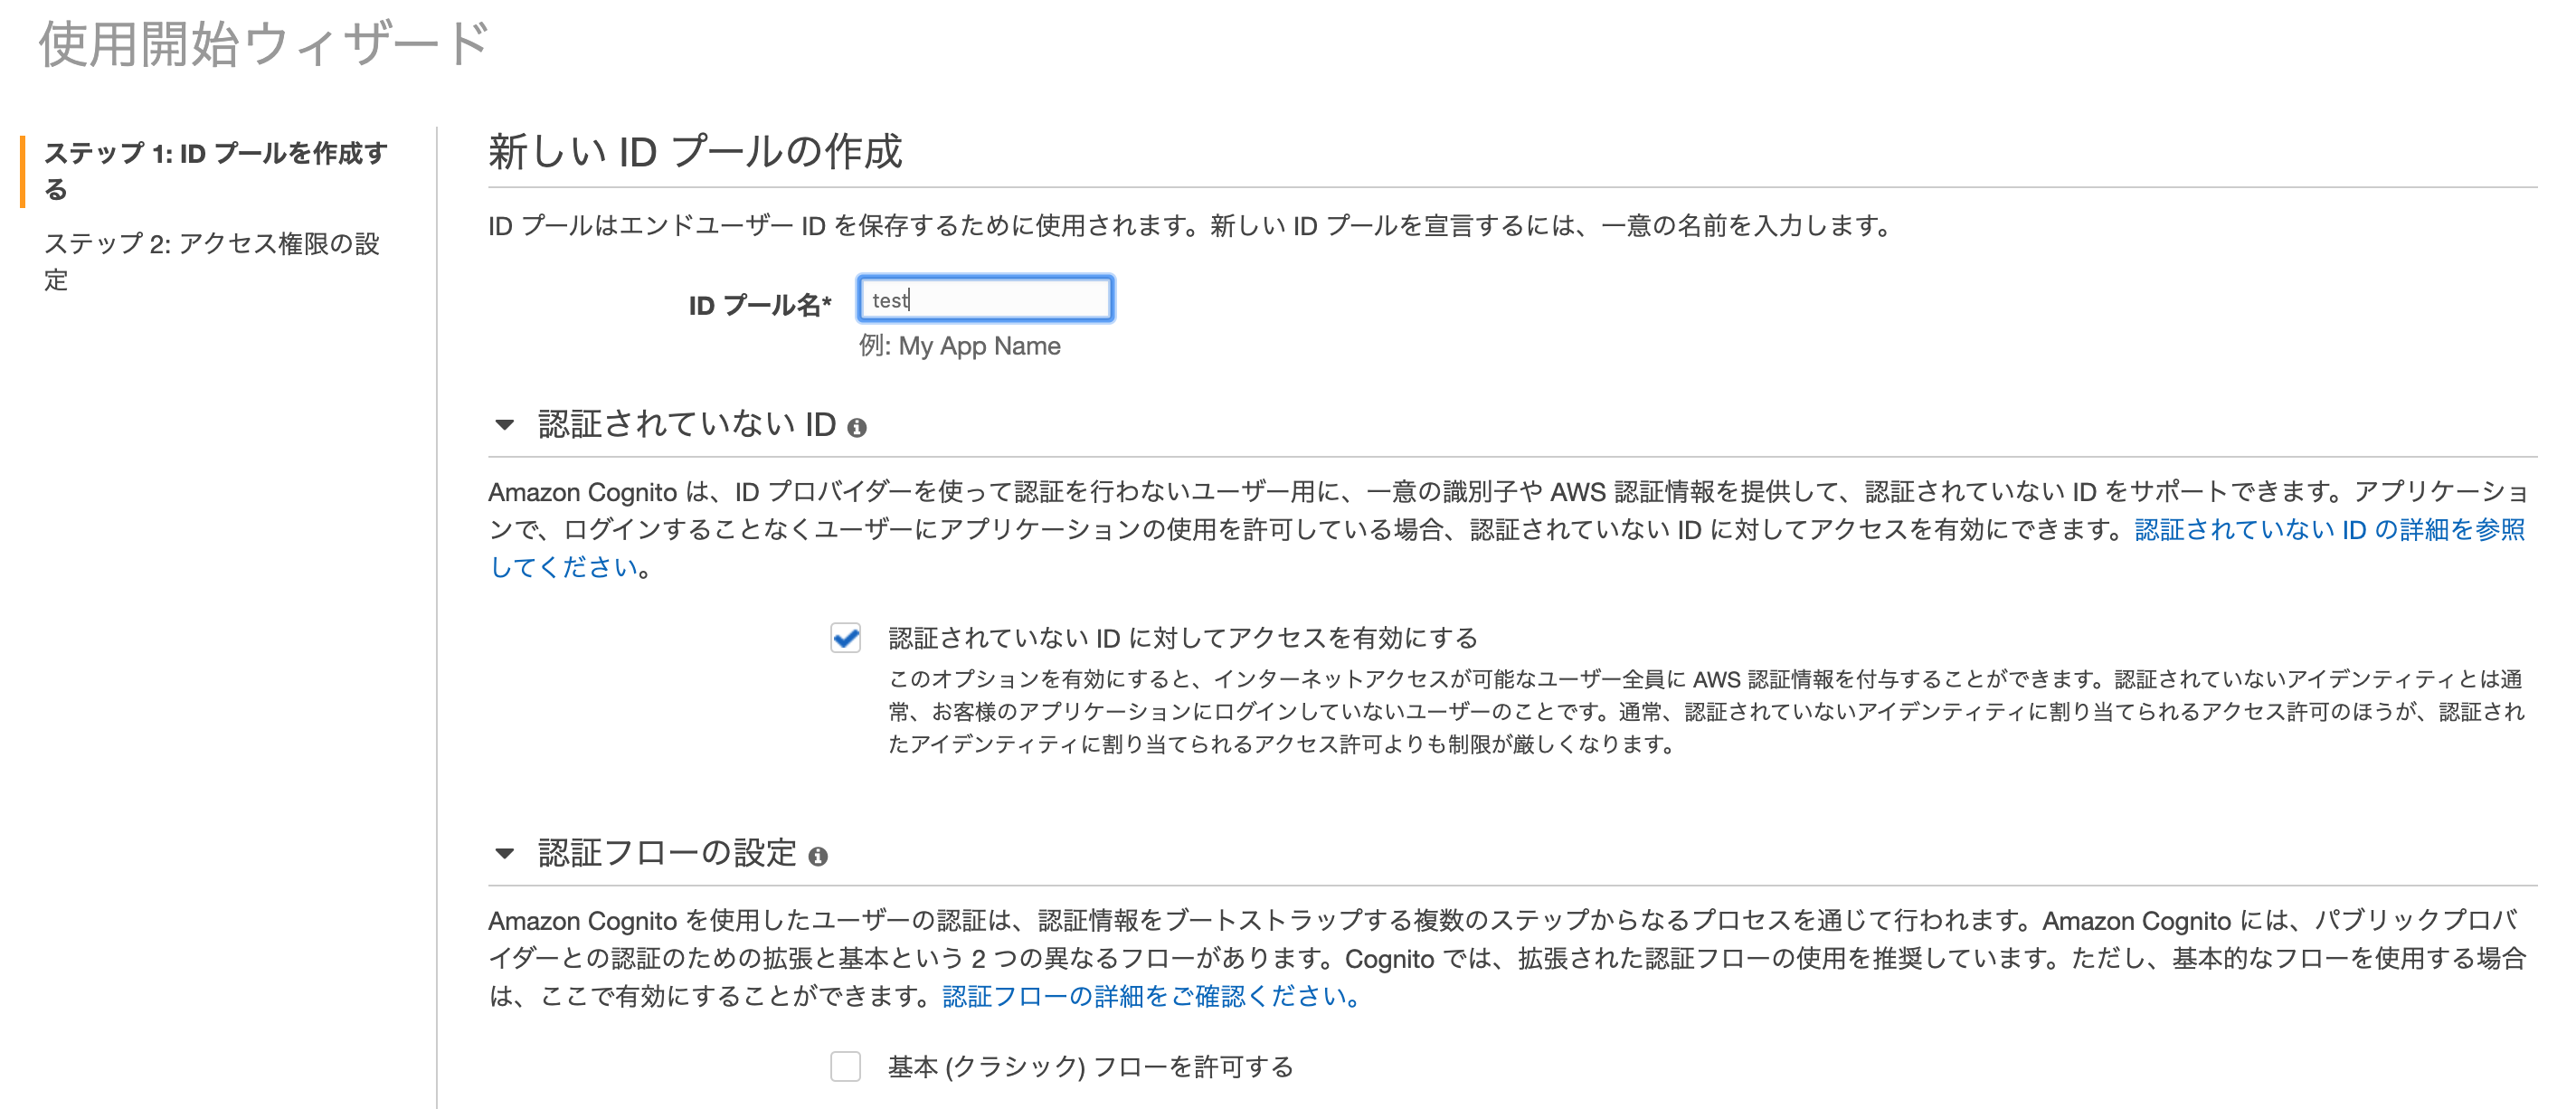 使用開始ウィザード
ステップ 1: ID プールを作成す
る
ステップ 2: アクセス権限の設
定
新しい ID プールの作成
ID プールはエンドユーザー ID を保存するために使用されます。新しい ID プールを宣言するには、一意の名前を入力します。
ID プール名* test
例: My App Name
認証されていない ID
Amazon Cognito は、ID プロバイダーを使って認証を行わないユーザー用に、一意の識別子や AWS 認証情報を提供して、認証されていない ID をサポートできます。アプリケーショ
ンで、ログインすることなくユーザーにアプリケーションの使用を許可している場合、認証されていない ID に対してアクセスを有効にできます。認証されていない ID の詳細を参照
してください。
認証されていない ID に対してアクセスを有効にする
このオプションを有効にすると、インターネットアクセスが可能なユーザー全員に AWS 認証情報を付与することができます。認証されていないアイデンティティとは通
常、お客様のアプリケーションにログインしていないユーザーのことです。通常、認証されていないアイデンティティに割り当てられるアクセス許可のほうが、認証され
たアイデンティティに割り当てられるアクセス許可よりも制限が厳しくなります。
認証フローの設定
Amazon Cognito を使用したユーザーの認証は、認証情報をブートストラップする複数のステップからなるプロセスを通じて行われます。Amazon Cognito には、パブリックプロバ
イダーとの認証のための拡張と基本という 2 つの異なるフローがあります。Cognito では、拡張された認証フローの使用を推奨しています。ただし、基本的なフローを使用する場合
は、ここで有効にすることができます。認証フローの詳細をご確認ください。
基本 (クラシック) フローを許可する